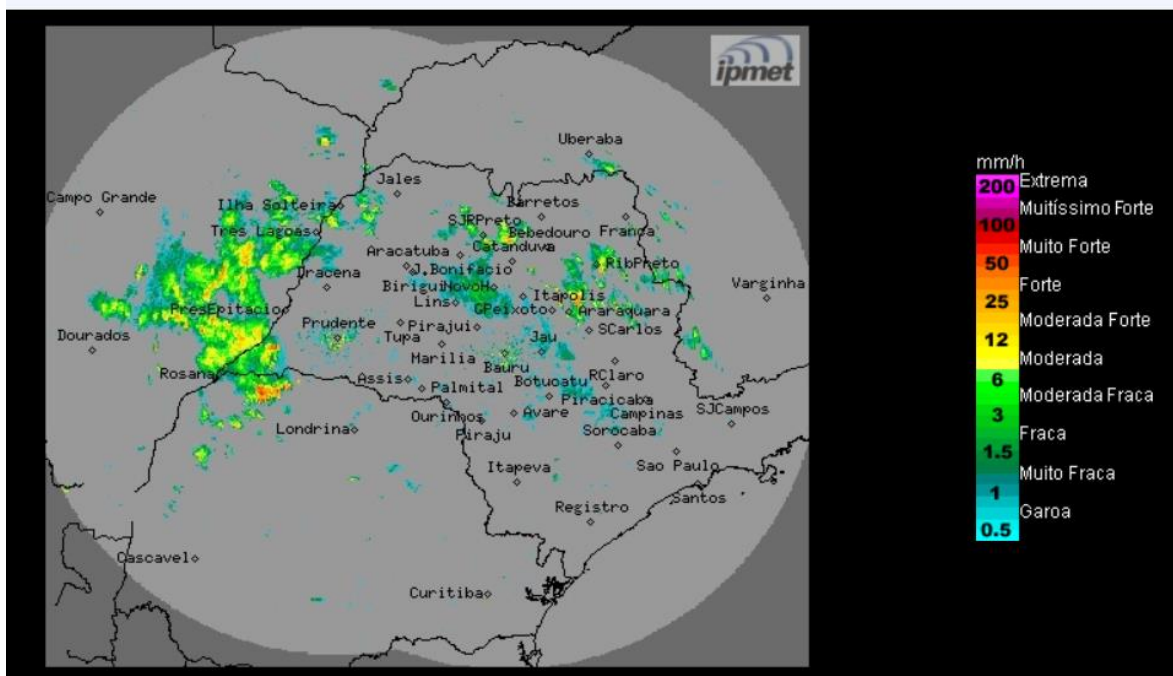 ipmet
Uberaba
Campo Grande
Jales
Ilha Solteira
Barretos
SJRPreto
Tres Lagoas
Bebedouro
Franca
Aracatuba
Catanduva
Dracena
J.Bonifacio
RibPreto
Birigui
NovoH
Varginha
Lins
Itapolis
PresEpitacio
GPeixoto
Araraquara
Dourados
Prudente
Pirajui
SCarlos
Tupa
Jau
Marilia
Bauru
Rosana
Assis
Botucatu
RClaro
Palmital
Piracicaba
Ourinhos
Avare
Campinas
SJCampos
Londrina
Piraju
Sorocaba
Itapeva
Sao Paulo
Registro
Santos
Cascavel
Curitiba
mm/h
200 Extrema
Muitíssimo Forte
100
Muito Forte
50
Forte
25
Moderada Forte
12
Moderada
6
Moderada Fraca
3
Fraca
1.5
Muito Fraca
1
Garoa
0.5